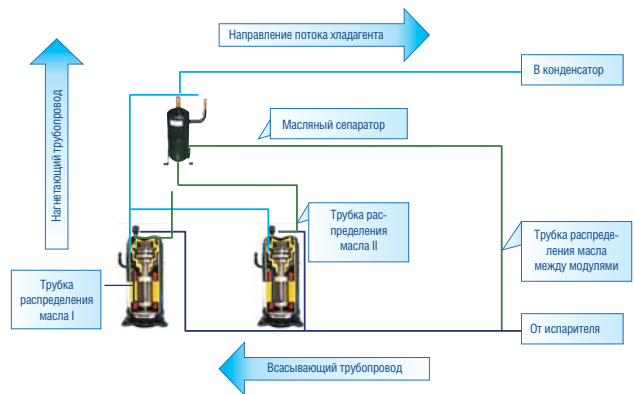 Направление потока хладагента
В конденсатор
Нагнетающий трубопровод
Масляный сепаратор
Трубка рас-
пределения
масла II
Трубка распреде-
ления масла
между модулями
Трубка
распределения
масла I
От испарителя
Всасывающий трубопровод